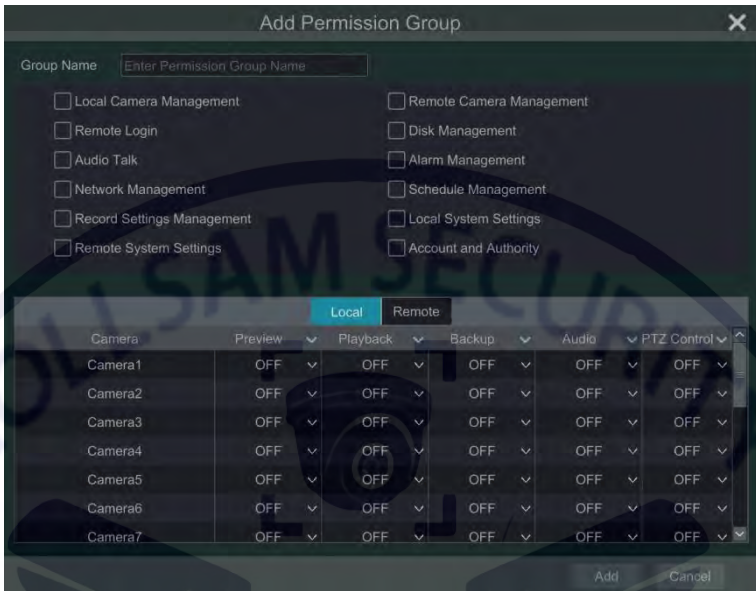 Add Permission Group
Group Name Enter Permission Group Name
Local Camera Management Remote Camera Management
Remote Login Disk Management
Audio Talk Alarm Management
Network Management Schedule Management
Record Settings Management Local System Settings
Remote System Settings Account and Authority
Local Remote
Camera Preview Playback Backup Audio PTZ Control
Camera1 OFF OFF OFF OFF OFF
Camera2 OFF OFF OFF OFF OFF
Camera3 OFF OFF OFF OFF OFF
Camera4 OFF OFF OFF OFF OFF
Camera5 OFF OFF OFF OFF OFF
Camera6 OFF OFF OFF OFF OFF
Camera7 OFF OFF OFF OFF OFF
Add Cancel